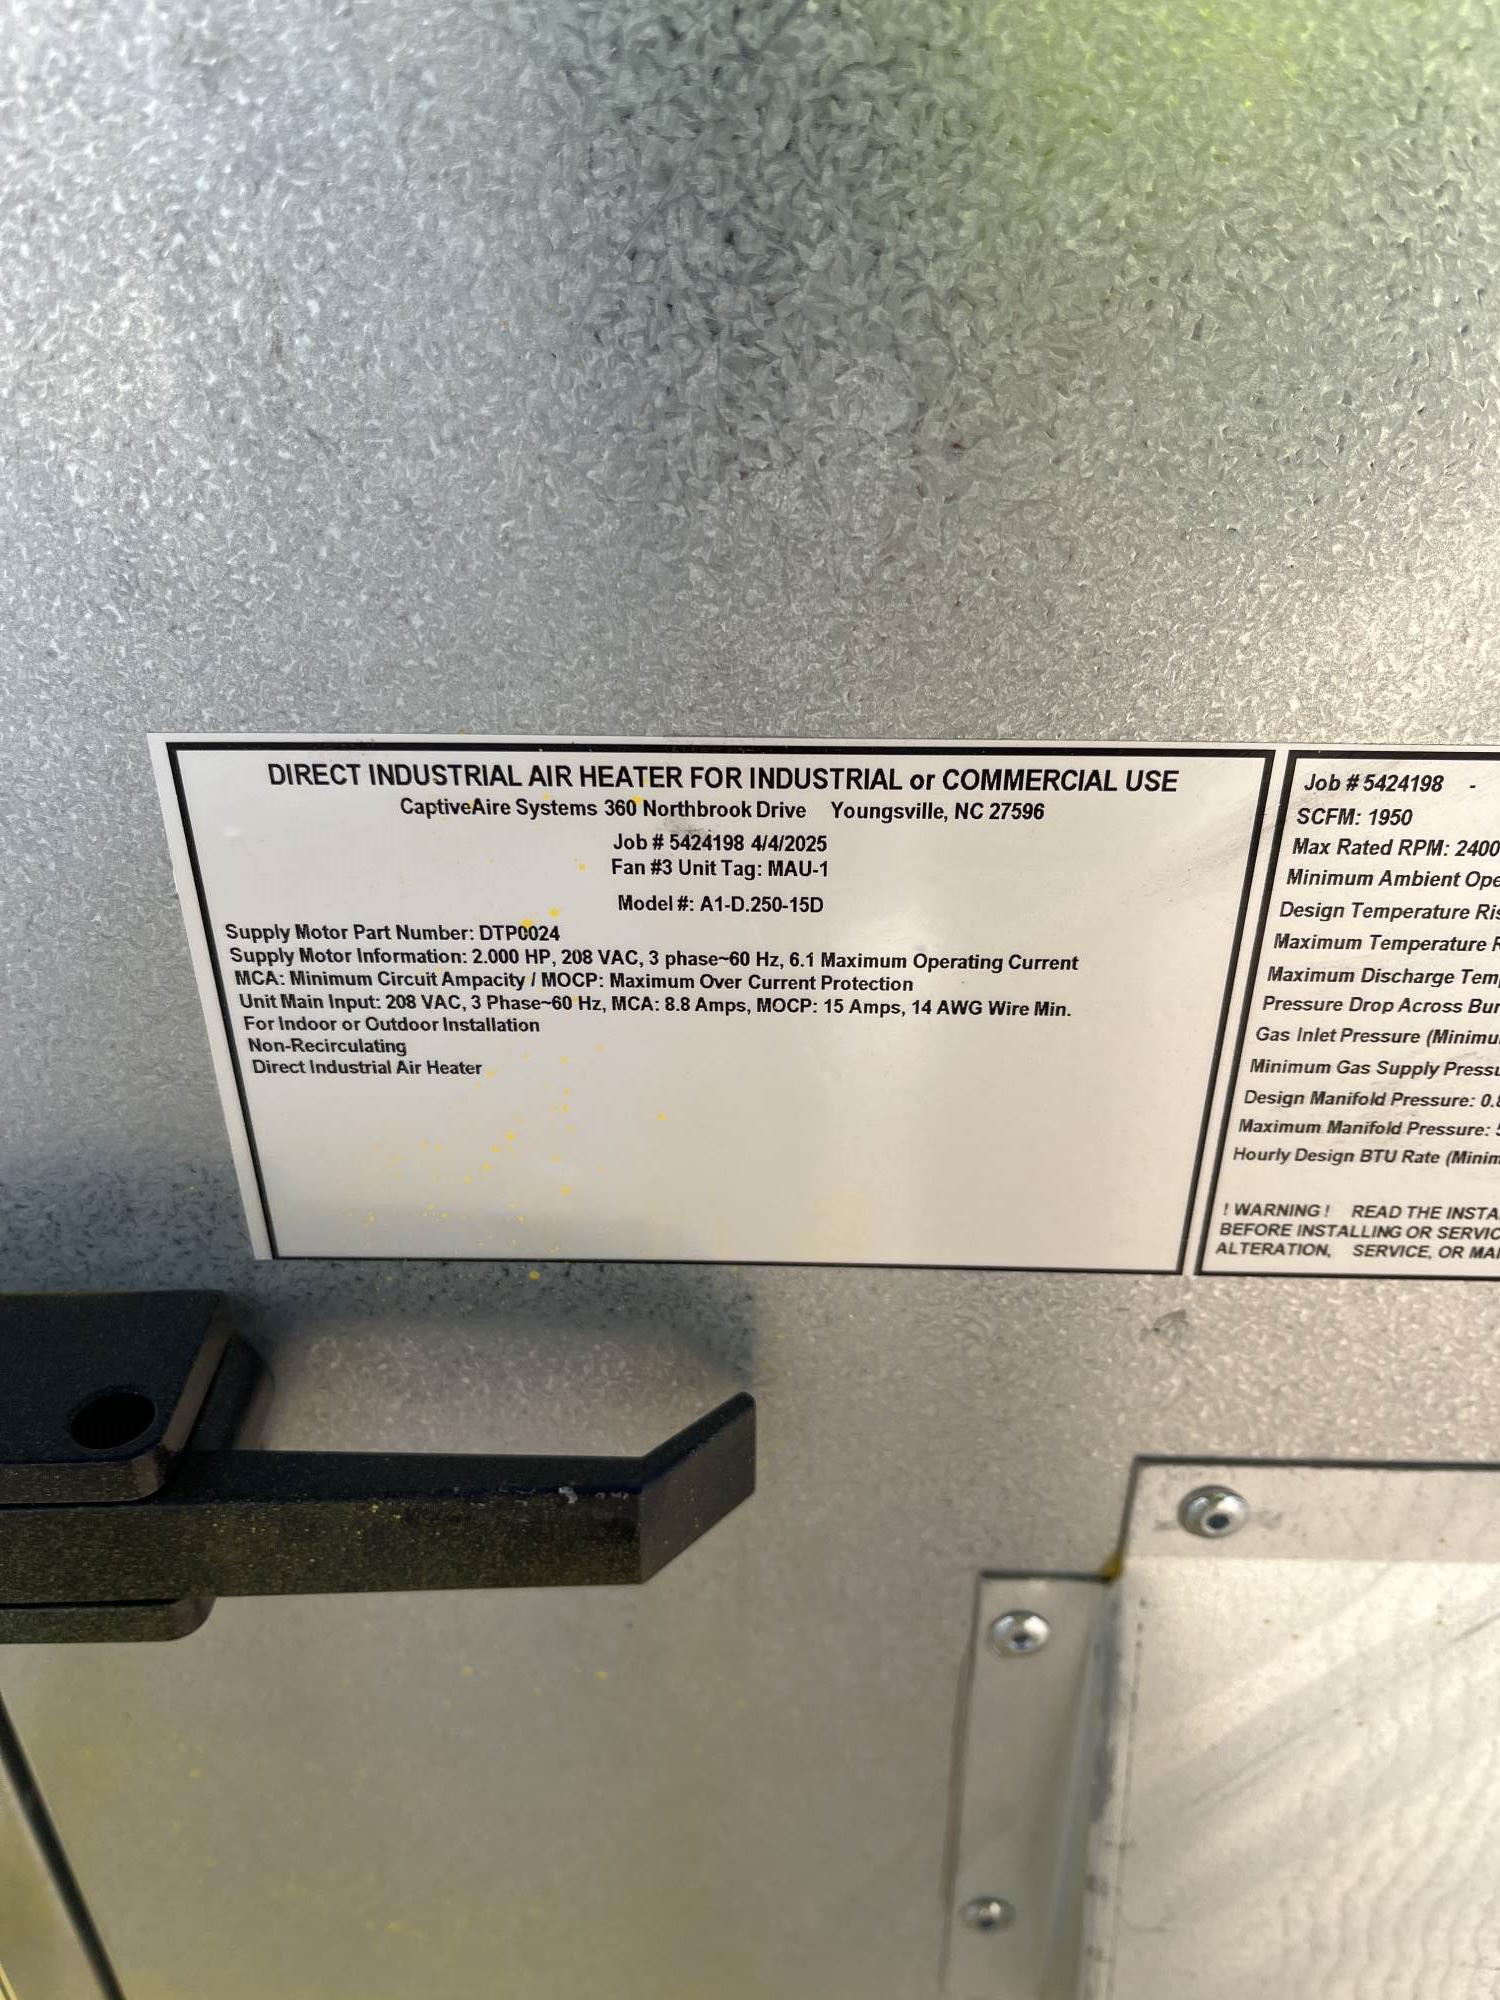 DIRECT INDUSTRIAL AIR HEATER FOR INDUSTRIAL or COMMERCIAL USE
CaptiveAire Systems 360 Northbrook Drive Youngsville, NC 27596
Job # 5424198 4/4/2025
Fan #3 Unit Tag: MAU-1
Model #: A1-D.250-15D
Supply Motor Part Number: DTP0024
Supply Motor Information: 2.000 HP, 208 VAC, 3 phase~60 Hz, 6.1 Maximum Operating Current
MCA: Minimum Circuit Ampacity / MOCP: Maximum Over Current Protection
Unit Main Input: 208 VAC, 3 Phase~60 Hz, MCA: 8.8 Amps, MOCP: 15 Amps, 14 AWG Wire Min.
For Indoor or Outdoor Installation
Non-Recirculating
Direct Industrial Air Heater
Job # 5424198 -
SCFM: 1950
Max Rated RPM: 2400
Minimum Ambient
Design Temperature
Maximum Temperature
Maximum Discharge
Pressure Drop Across
Gas Inlet Pressure
Minimum Gas Supply
Design Manifold Pressure:
Maximum Manifold Pressure:
Hourly Design BTU Rate
! WARNING ! READ THE
BEFORE INSTALLING OR
ALTERATION, SERVICE, OR